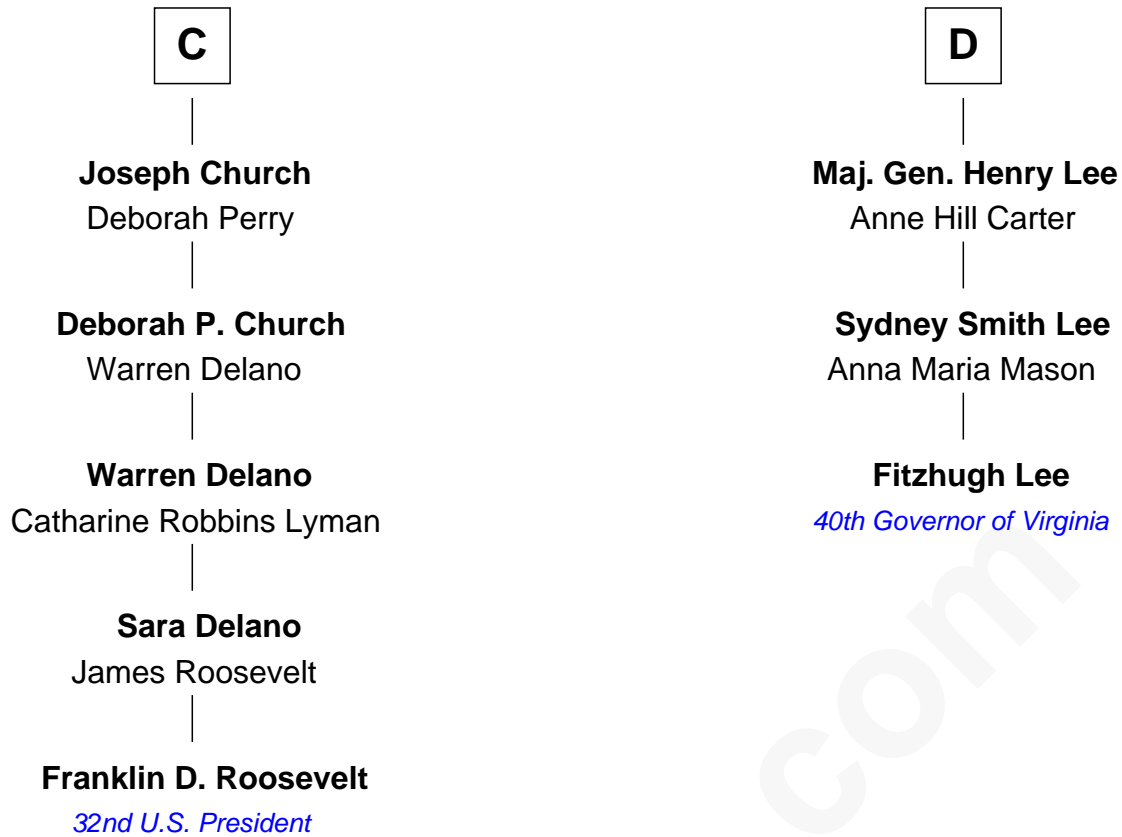 C
Joseph Church
Deborah Perry
Deborah P. Church
Warren Delano
Warren Delano
Catharine Robbins Lyman
Sara Delano
James Roosevelt
Franklin D. Roosevelt
32nd U.S. President
D
Maj. Gen. Henry Lee
Anne Hill Carter
Sydney Smith Lee
Anna Maria Mason
Fitzhugh Lee
40th Governor of Virginia
com